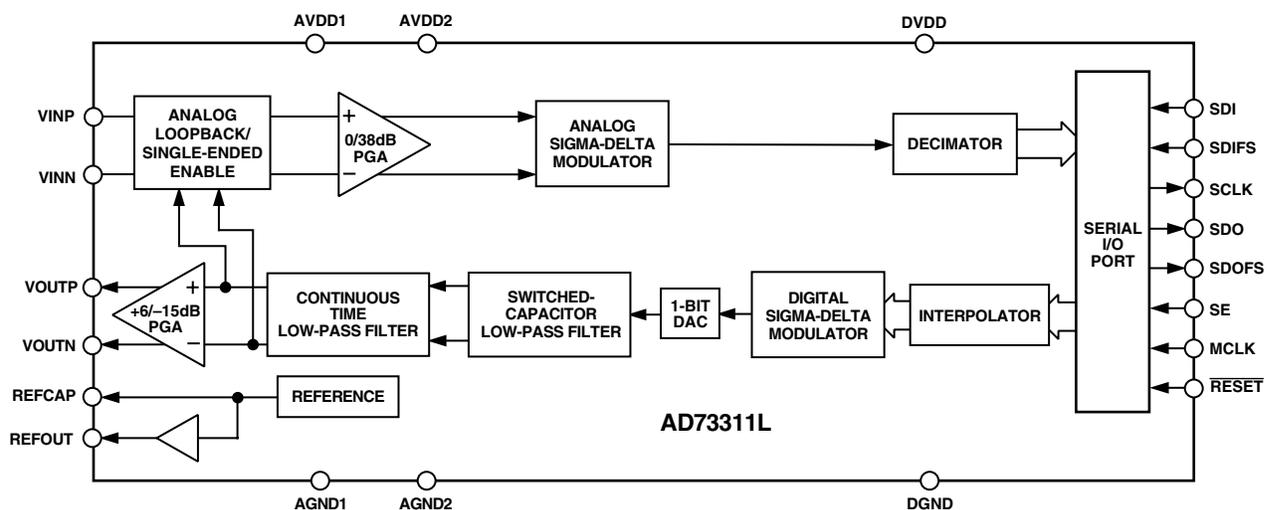 AVDD1
AVDD2
DVDD
VINP
VINN
ANALOG
LOOPBACK/
SINGLE-ENDED
ENABLE
+
0/38dB
PGA
−
ANALOG
SIGMA-DELTA
MODULATOR
DECIMATOR
SERIAL
I/O
PORT
SDI
SDIFS
SCLK
SDO
SDOFS
SE
MCLK
RESET
VOUTP
VOUTN
+
+6/–15dB
PGA
−
CONTINUOUS
TIME
LOW-PASS FILTER
SWITCHED-
CAPACITOR
LOW-PASS FILTER
1-BIT
DAC
DIGITAL
SIGMA-DELTA
MODULATOR
INTERPOLATOR
REFCAP
REFOUT
REFERENCE
AD73311L
AGND1
AGND2
DGND